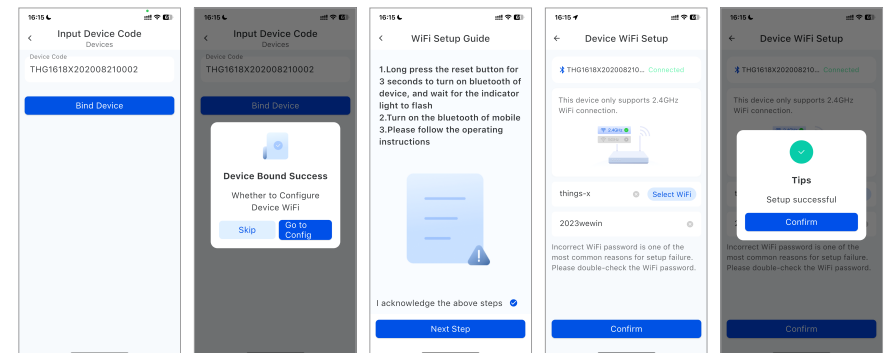 16:15
Input Device Code
Devices
Device Code
THG1618X202008210002
Bind Device
16:15
Input Device Code
Devices
Device Code
THG1618X202008210002
Bind Device
Device Bound Success
Whether to Configure
Device WiFi
Skip
Go to
Config
16:15
WiFi Setup Guide
1.Long press the reset button for
3 seconds to turn on bluetooth of
device, and wait for the indicator
light to flash
2.Turn on the bluetooth of mobile
3.Please follow the operating
instructions
I acknowledge the above steps
Next Step
16:15
Device WiFi Setup
THG1618X202008210... Connected
This device only supports 2.4GHz
WiFi connection.
2.4GHz
things-x
Select WiFi
2023wewin
Incorrect WiFi password is one of the
most common reasons for setup failure.
Please double-check the WiFi password.
Confirm
16:15
Device WiFi Setup
THG1618X202008210... Connected
This device only supports 2.4GHz
WiFi connection.
Tips
Setup successful
Confirm
Incorrect WiFi password is one of the
most common reasons for setup failure.
Please double-check the WiFi password.
Confirm